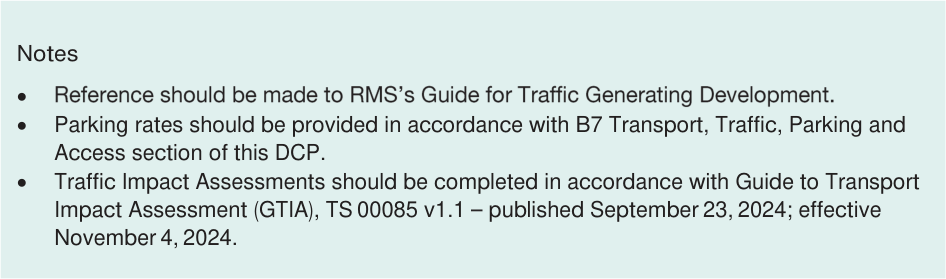 Notes
• Reference should be made to RMS's Guide for Traffic Generating Development.
• Parking rates should be provided in accordance with B7 Transport, Traffic, Parking and
Access section of this DCP.
• Traffic Impact Assessments should be completed in accordance with Guide to Transport
Impact Assessment (GTIA), TS 00085 v1.1 – published September 23, 2024; effective
November 4, 2024.